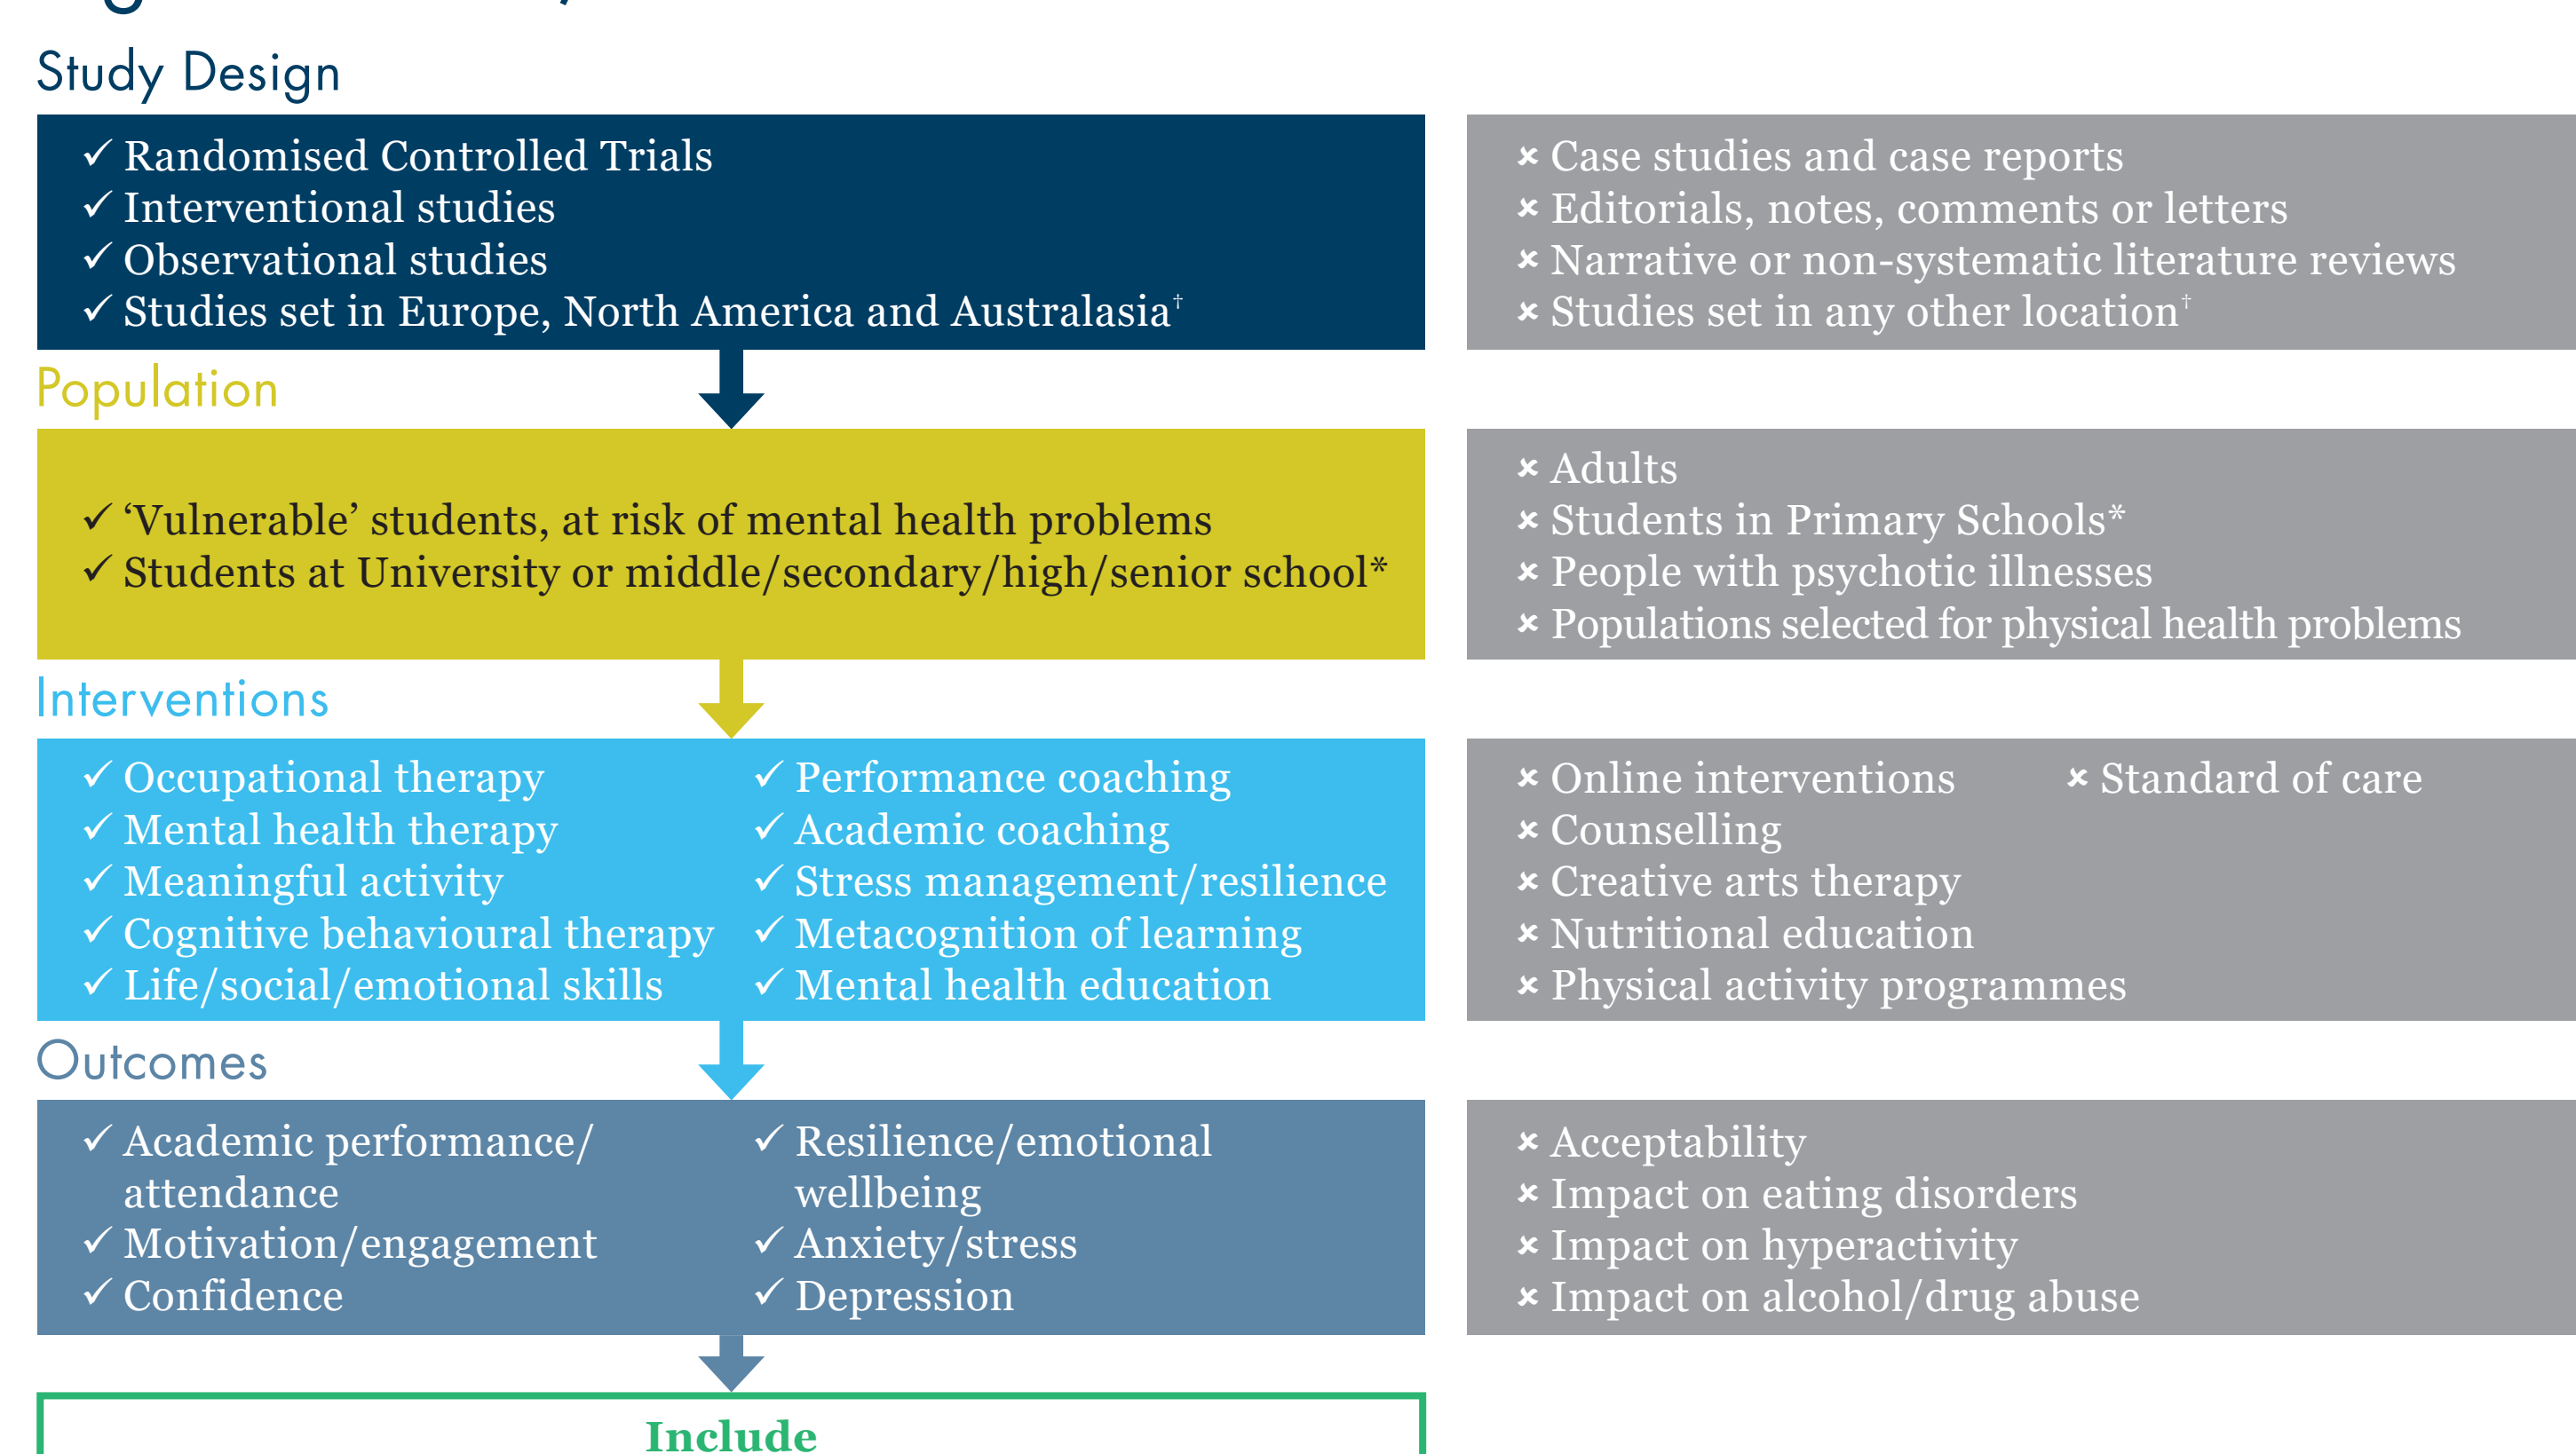 Study Design
✓ Randomised Controlled Trials
✓ Interventional studies
✓ Observational studies
✓ Studies set in Europe, North America and Australasia†
✗ Case studies and case reports
✗ Editorials, notes, comments or letters
✗ Narrative or non-systematic literature reviews
✗ Studies set in any other location†
Population
✓ ‘Vulnerable’ students, at risk of mental health problems
✓ Students at University or middle/secondary/high/senior school*
✗ Adults
✗ Students in Primary Schools*
✗ People with psychotic illnesses
✗ Populations selected for physical health problems
Interventions
✓ Occupational therapy
✓ Mental health therapy
✓ Meaningful activity
✓ Cognitive behavioural therapy
✓ Life/social/emotional skills
✓ Performance coaching
✓ Academic coaching
✓ Stress management/resilience
✓ Metacognition of learning
✓ Mental health education
✗ Online interventions
✗ Counselling
✗ Creative arts therapy
✗ Nutritional education
✗ Physical activity programmes
✗ Standard of care
Outcomes
✓ Academic performance/
attendance
✓ Motivation/engagement
✓ Confidence
✓ Resilience/emotional
wellbeing
✓ Anxiety/stress
✓ Depression
✗ Acceptability
✗ Impact on eating disorders
✗ Impact on hyperactivity
✗ Impact on alcohol/drug abuse
Include